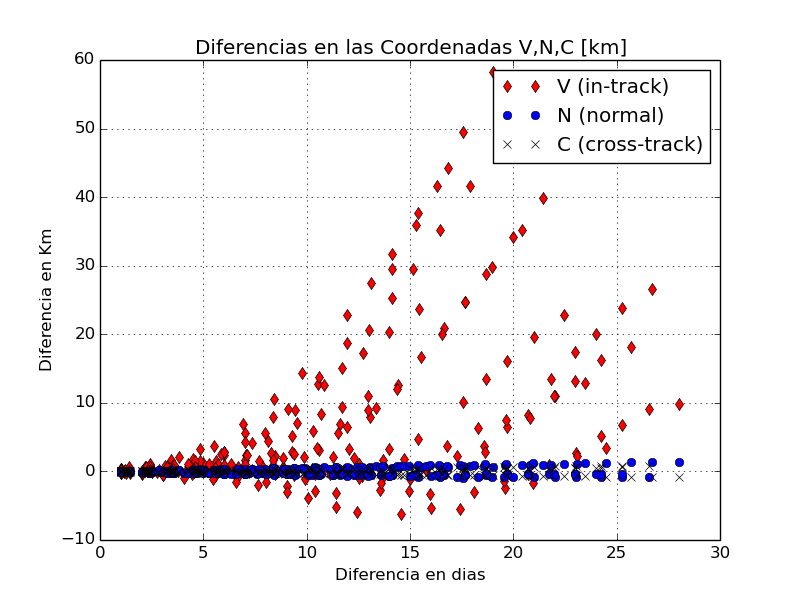 Diferencias en las Coordenadas V,N,C [km]
V (in-track)
N (normal)
C (cross-track)
60
50
40
30
20
10
0
−10
Diferencia en Km
0 5 10 15 20 25 30
Diferencia en dias